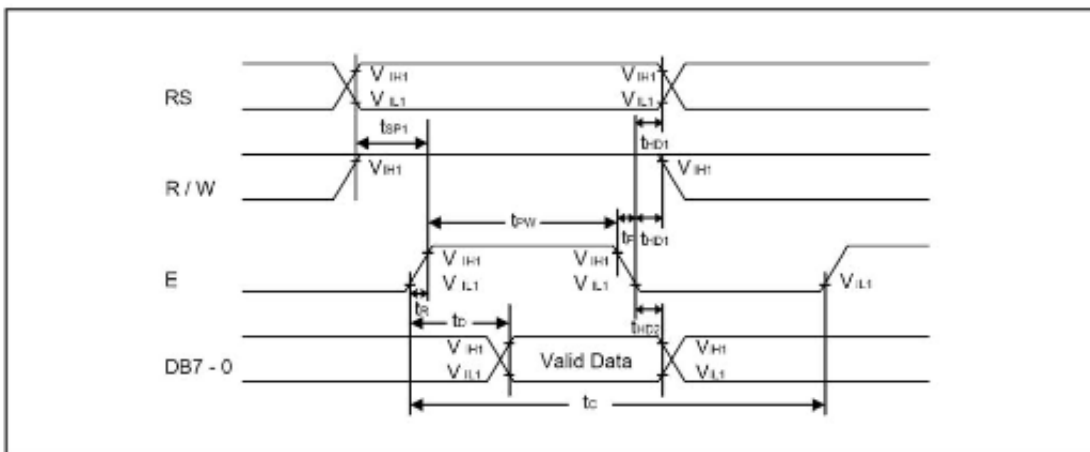 RS
VIH1
VIH1
VIL1
VIL1
tSP1
tHD1
R / W
VIH1
VIH1
tPW
tF
tHD1
E
VIH1
VIH1
VIL1
VIL1
VIL1
tR
tD
tHD2
DB7 - 0
VIH1
Valid Data
VIH1
VIL1
VIL1
tC